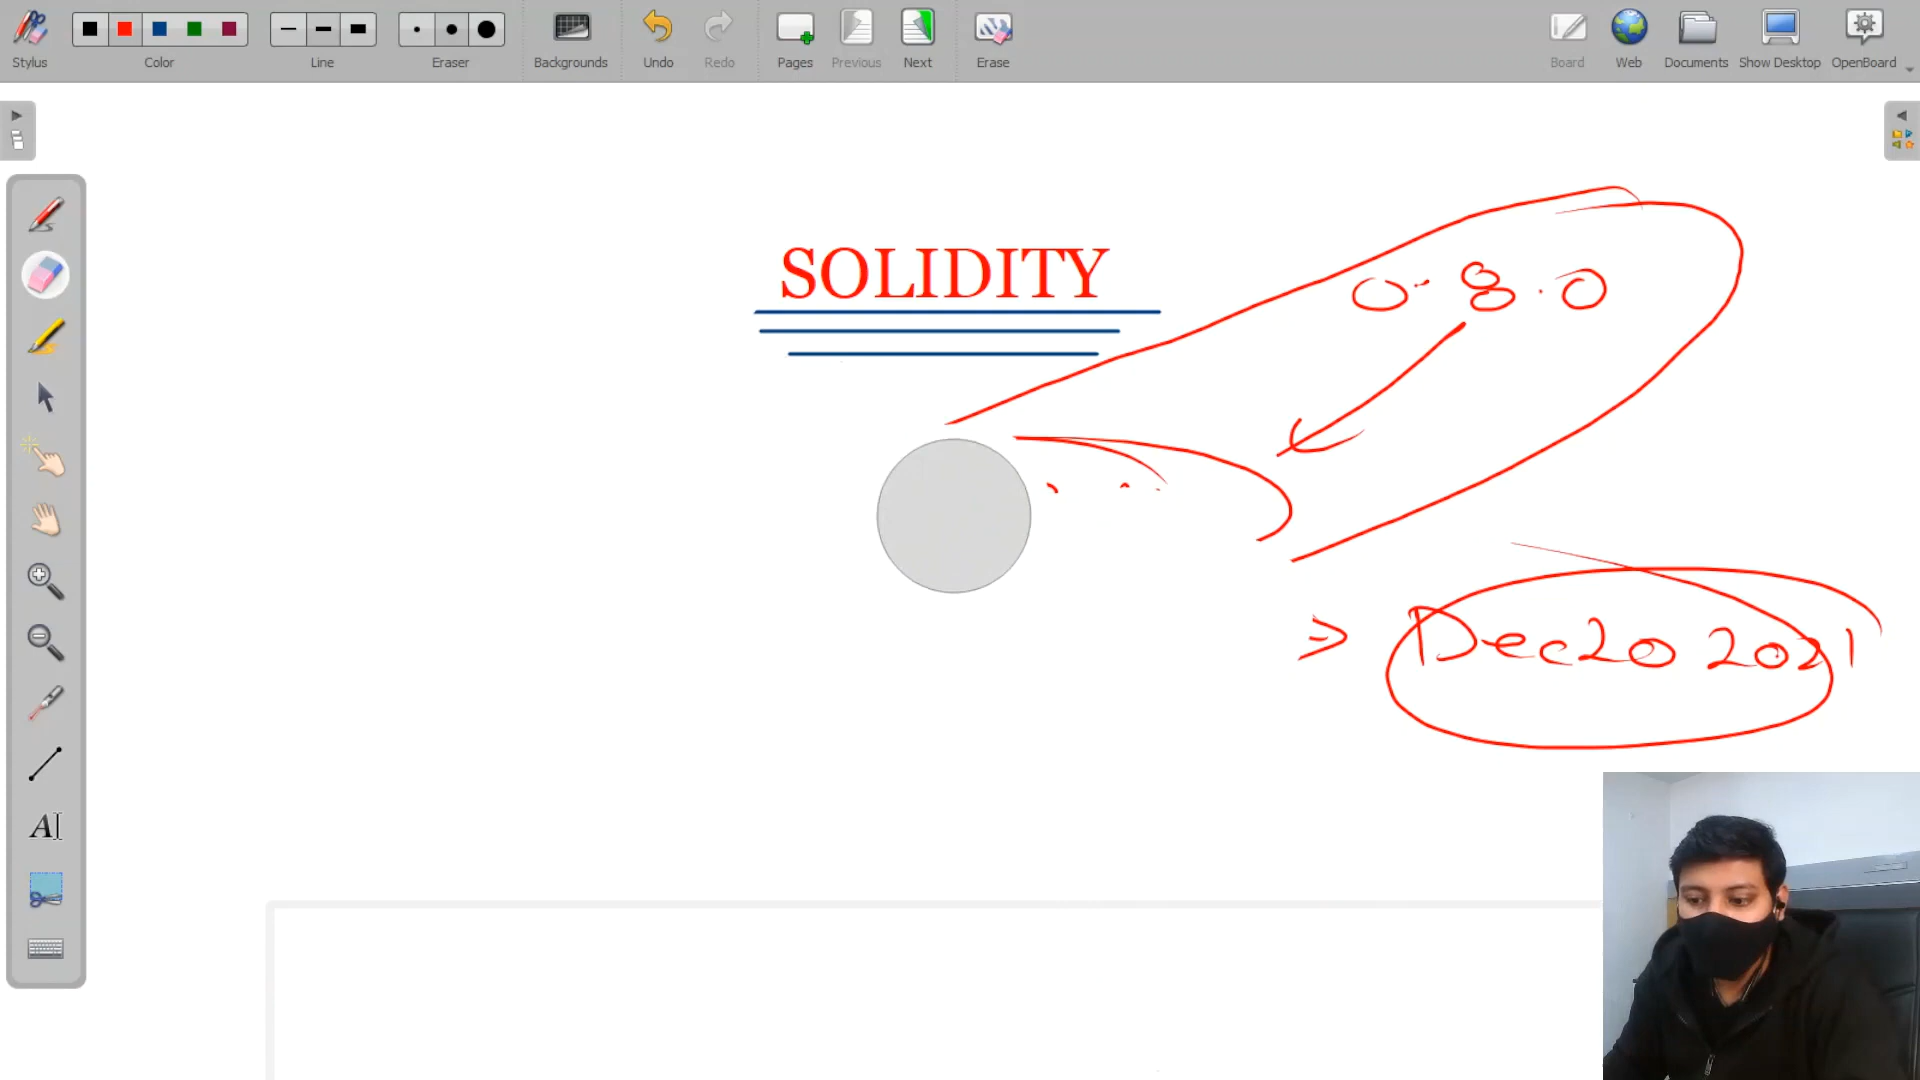 Stylus
Color
Line
Eraser
Backgrounds
Undo
Redo
Pages
Previous
Next
Erase
Board
Web
Documents
Show Desktop
OpenBoard
SOLIDITY
0.8.0
Dec20 2021
A